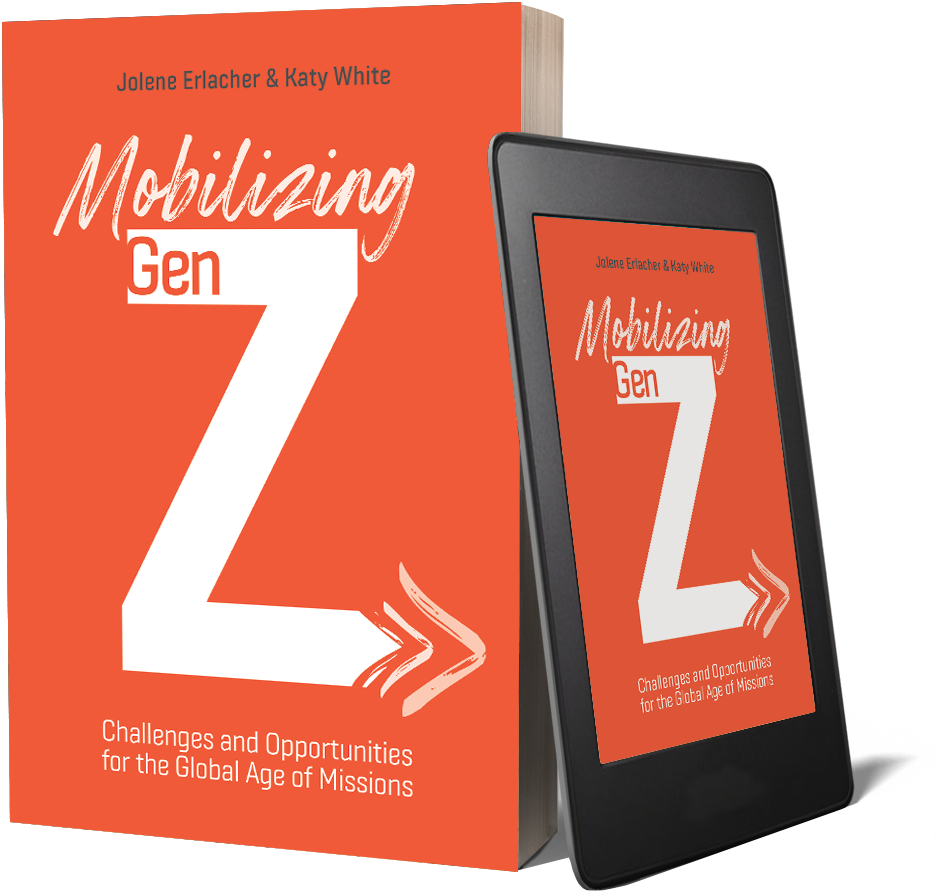 Jolene Erlacher & Katy White
Mobilizing
Gen
Z
Challenges and Opportunities
for the Global Age of Missions
Jolene Erlacher & Katy White
Mobilizing
Gen
Z
Challenges and Opportunities
for the Global Age of Missions